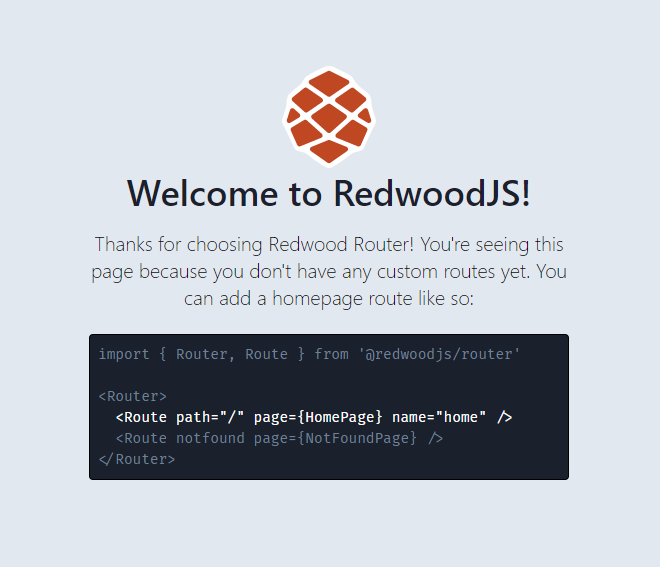 Welcome to RedwoodJS!
Thanks for choosing Redwood Router! You're seeing this
page because you don't have any custom routes yet. You
can add a homepage route like so:
import { Router, Route } from '@redwoodjs/router'
<Router>
<Route path="/" page={HomePage} name="home" />
<Route notfound page={NotFoundPage} />
</Router>